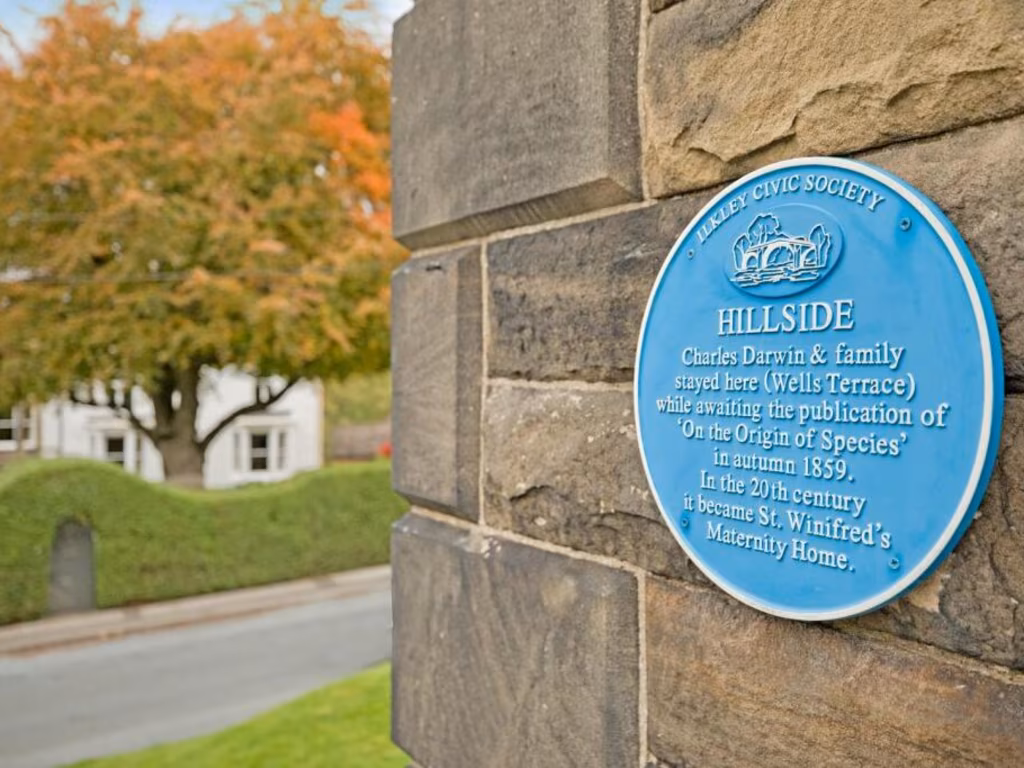 ILKLEY CIVIC SOCIETY
HILLSIDE
Charles Darwin & family
stayed here (Wells Terrace)
while awaiting the publication of
'On the Origin of Species'
in autumn 1859.
In the 20th century
it became St. Winifred's
Maternity Home.